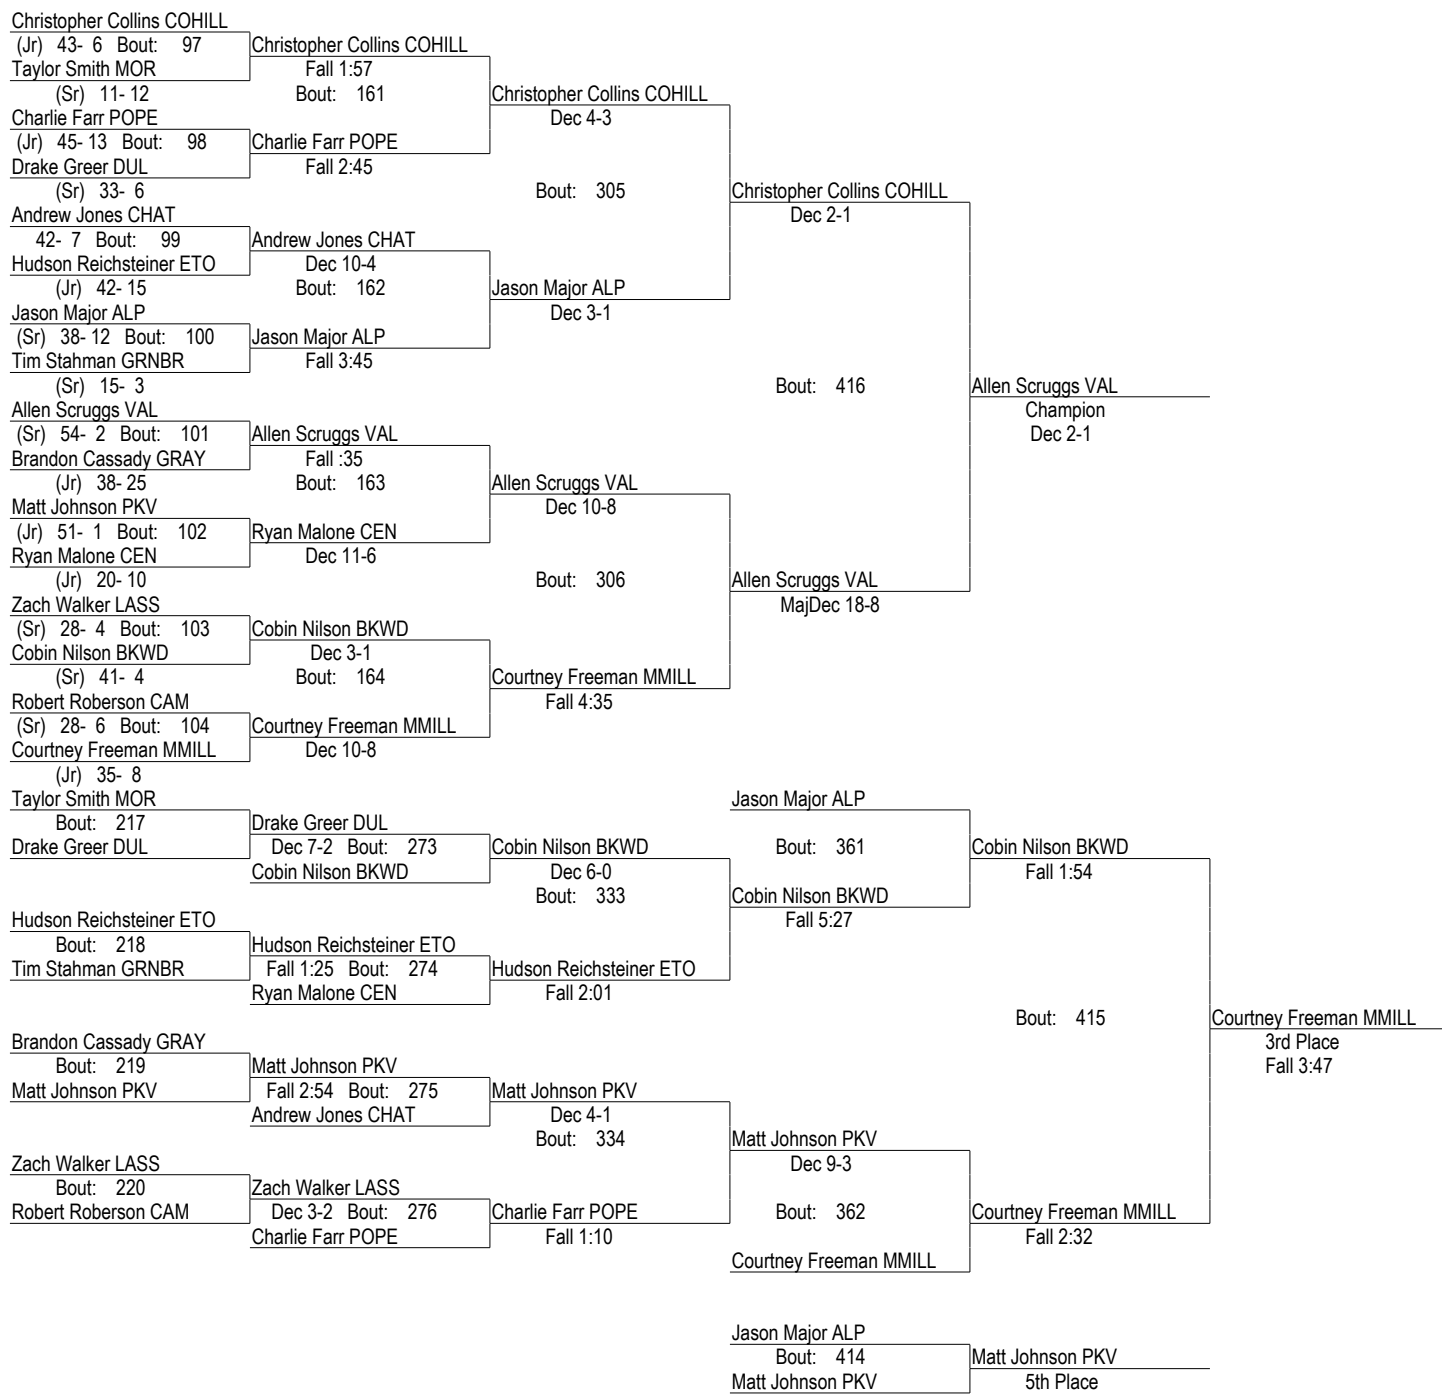 Christopher Collins COHILL
(Jr) 43- 6 Bout: 97 Christopher Collins COHILL
Taylor Smith MOR Fall 1:57
(Sr) 11- 12 Bout: 161 Christopher Collins COHILL
Charlie Farr POPE Dec 4-3
(Jr) 45- 13 Bout: 98 Charlie Farr POPE
Drake Greer DUL Fall 2:45
(Sr) 33- 6 Bout: 305 Christopher Collins COHILL
Andrew Jones CHAT Dec 2-1
42- 7 Bout: 99 Andrew Jones CHAT
Hudson Reichsteiner ETO Dec 10-4
(Jr) 42- 15 Bout: 162 Jason Major ALP
Jason Major ALP Dec 3-1
(Sr) 38- 12 Bout: 100 Jason Major ALP
Tim Stahman GRNBR Fall 3:45
(Sr) 15- 3 Bout: 416 Allen Scruggs VAL
Allen Scruggs VAL Champion
(Sr) 54- 2 Bout: 101 Allen Scruggs VAL Dec 2-1
Brandon Cassady GRAY Fall :35
(Jr) 38- 25 Bout: 163 Allen Scruggs VAL
Matt Johnson PKV Dec 10-8
(Jr) 51- 1 Bout: 102 Ryan Malone CEN
Ryan Malone CEN Dec 11-6
(Jr) 20- 10 Bout: 306 Allen Scruggs VAL
Zach Walker LASS MajDec 18-8
(Sr) 28- 4 Bout: 103 Cobin Nilson BKWD
Cobin Nilson BKWD Dec 3-1
(Sr) 41- 4 Bout: 164 Courtney Freeman MMILL
Robert Roberson CAM Fall 4:35
(Sr) 28- 6 Bout: 104 Courtney Freeman MMILL
Courtney Freeman MMILL Dec 10-8
(Jr) 35- 8
Taylor Smith MOR Jason Major ALP
Bout: 217 Drake Greer DUL
Drake Greer DUL Dec 7-2 Bout: 273 Cobin Nilson BKWD Bout: 361 Cobin Nilson BKWD
Cobin Nilson BKWD Dec 6-0 Fall 1:54
Bout: 333 Cobin Nilson BKWD
Hudson Reichsteiner ETO Fall 5:27
Bout: 218 Hudson Reichsteiner ETO
Tim Stahman GRNBR Fall 1:25 Bout: 274 Hudson Reichsteiner ETO
Ryan Malone CEN Fall 2:01
Bout: 415 Courtney Freeman MMILL
Brandon Cassady GRAY 3rd Place
Bout: 219 Matt Johnson PKV Fall 3:47
Matt Johnson PKV Fall 2:54 Bout: 275 Matt Johnson PKV
Andrew Jones CHAT Dec 4-1
Bout: 334 Matt Johnson PKV
Zach Walker LASS Dec 9-3
Bout: 220 Zach Walker LASS
Robert Roberson CAM Dec 3-2 Bout: 276 Charlie Farr POPE Bout: 362 Courtney Freeman MMILL
Charlie Farr POPE Fall 1:10 Fall 2:32
Courtney Freeman MMILL
Jason Major ALP
Bout: 414 Matt Johnson PKV
Matt Johnson PKV 5th Place